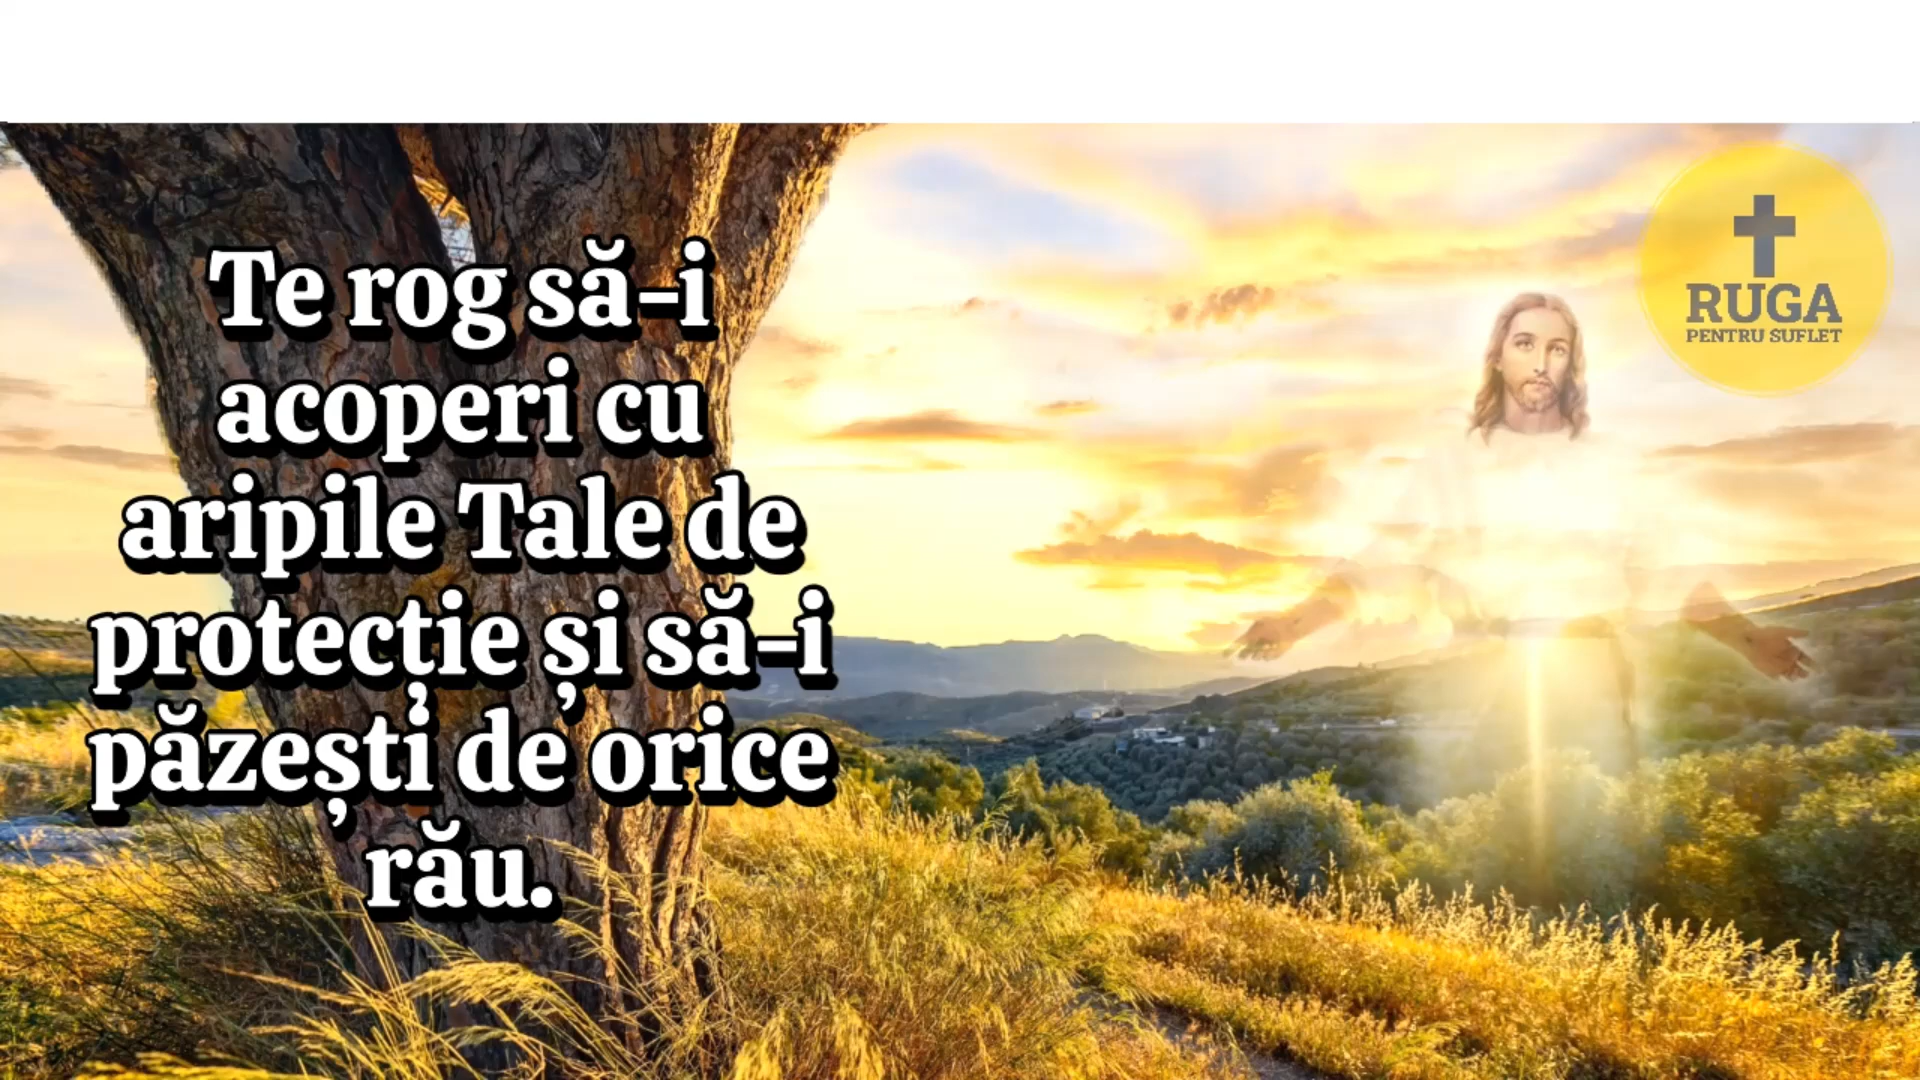 Te rog să-i
acoperi cu
aripile Tale de
protecție și să-i
păzești de orice
rău.
RUGA
PENTRU SUFLET